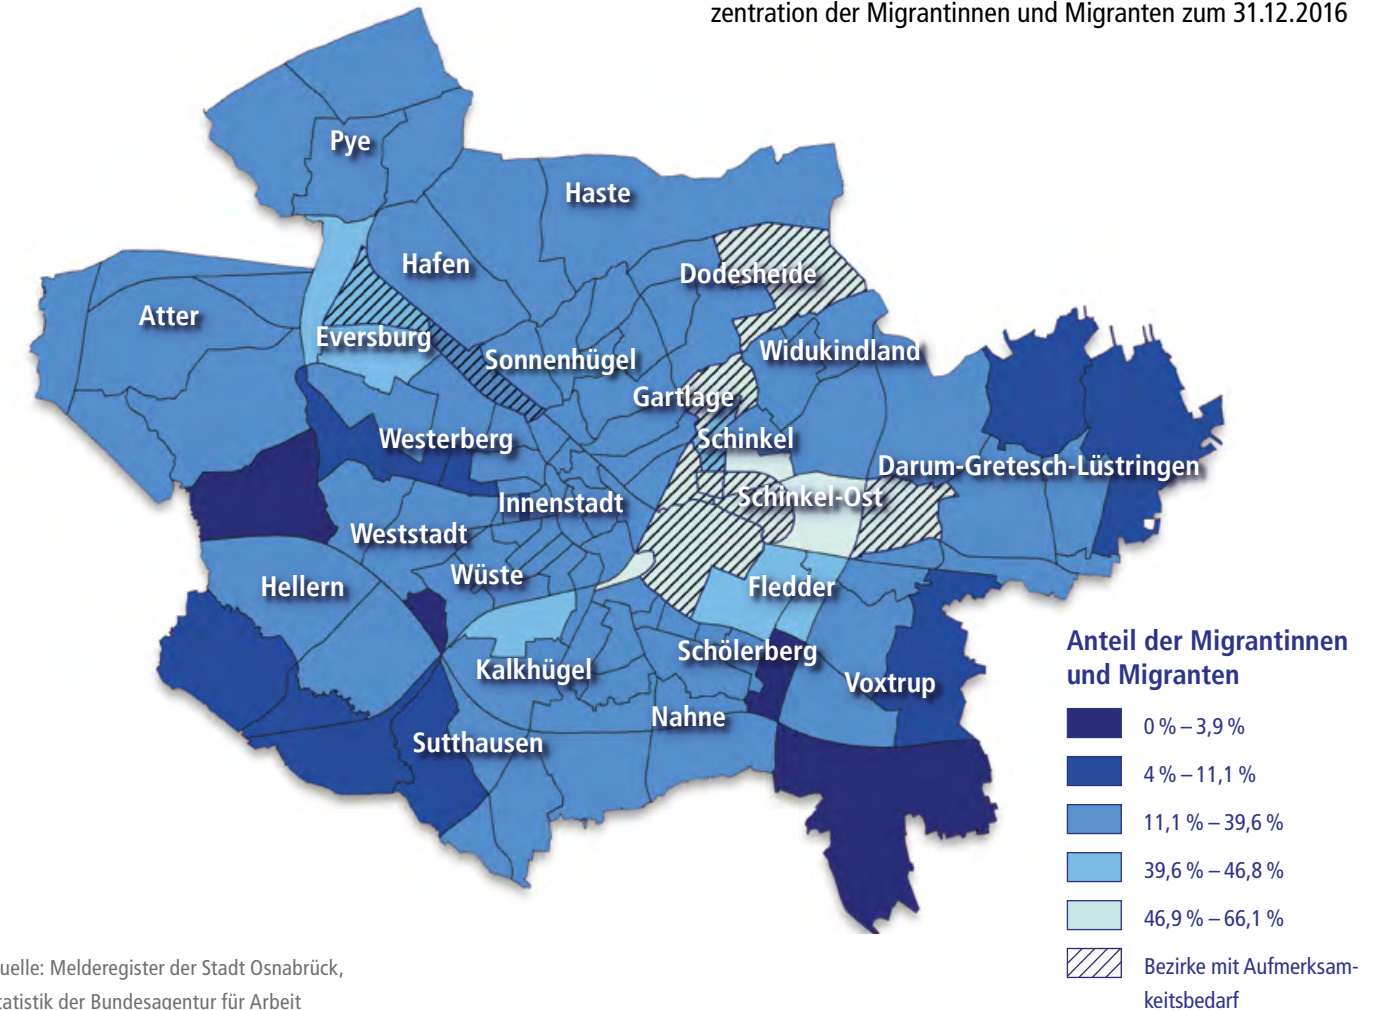 zentration der Migrantinnen und Migranten zum 31.12.2016
Pye
Haste
Hafen
Dodesheide
Atter
Eversburg
Sonnenhügel
Widukindland
Gartlage
Westerberg
Schinkel
Darum-Gretesch-Lüstringen
Innenstadt
Schinkel-Ost
Weststadt
Wüste
Hellern
Fledder
Schölerberg
Kalkhügel
Voxtrup
Nahne
Sutthausen
Anteil der Migrantinnen
und Migranten
0 % – 3,9 %
4 % – 11,1 %
11,1 % – 39,6 %
39,6 % – 46,8 %
46,9 % – 66,1 %
Bezirke mit Aufmerksam-
keitsbedarf
uelle: Melderegister der Stadt Osnabrück,
tatistik der Bundesagentur für Arbeit